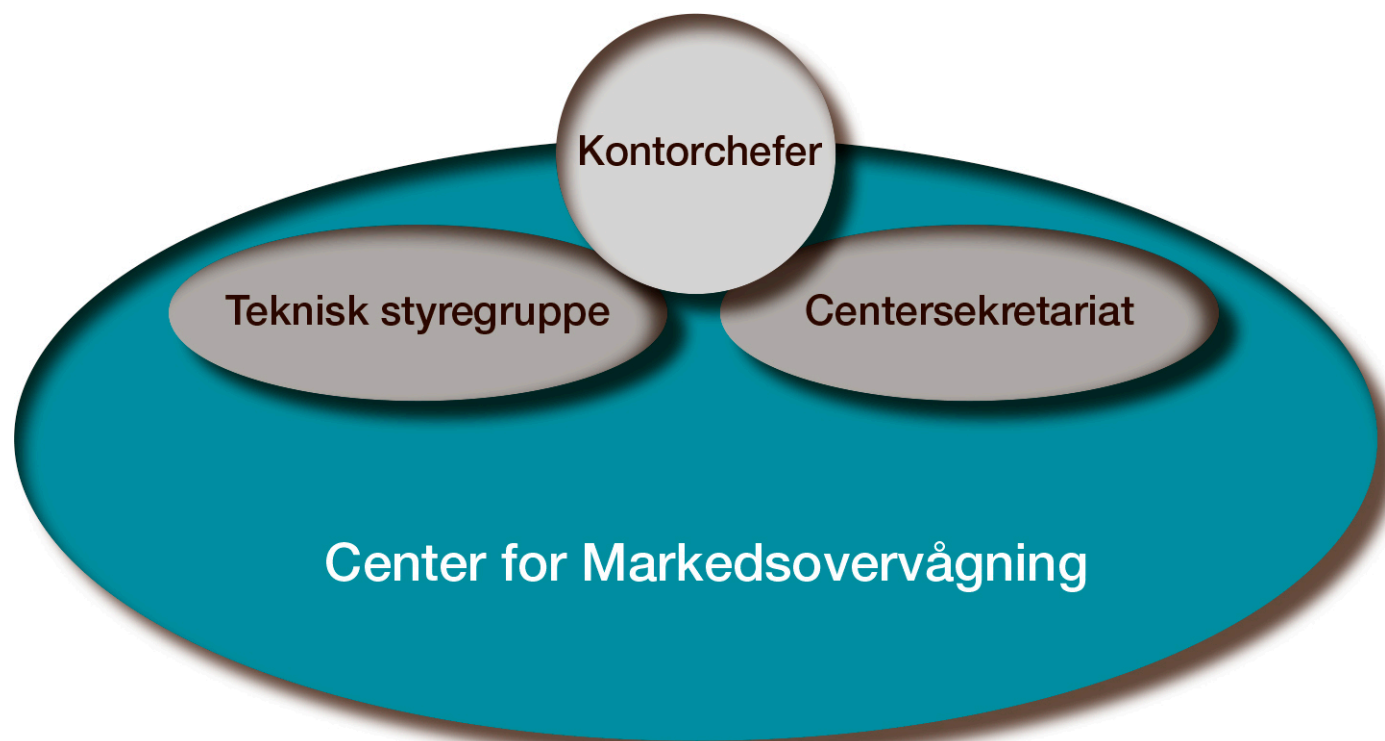 Kontorchefer
Teknisk styregruppe
Centersekretariat
Center for Markedsovervågning